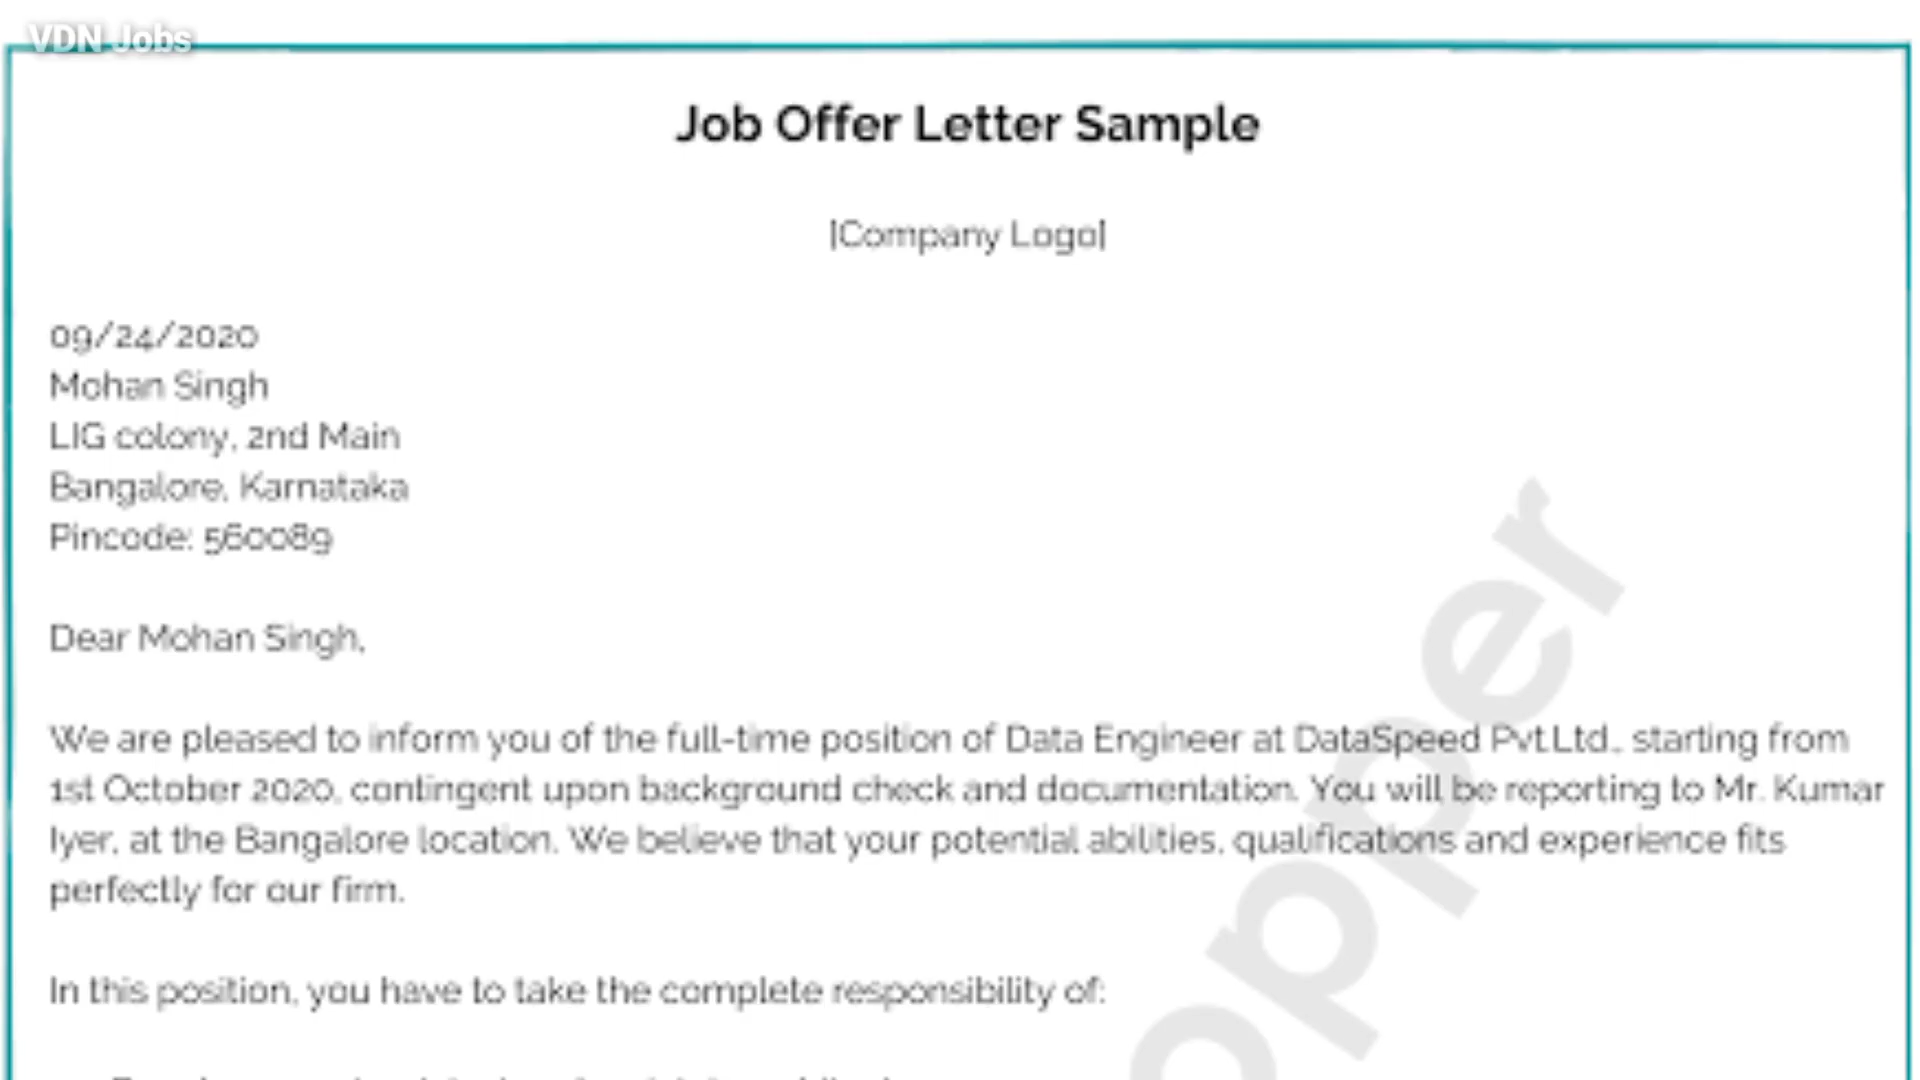 VDN Jobs
Job Offer Letter Sample
[Company Logo]
09/24/2020
Mohan Singh
LIG colony, 2nd Main
Bangalore, Karnataka
Pincode: 560089
Dear Mohan Singh,
We are pleased to inform you of the full-time position of Data Engineer at DataSpeed Pvt.Ltd., starting from
1st October 2020, contingent upon background check and documentation. You will be reporting to Mr. Kumar
Iyer, at the Bangalore location. We believe that your potential abilities, qualifications and experience fits
perfectly for our firm.
In this position, you have to take the complete responsibility of:
opper